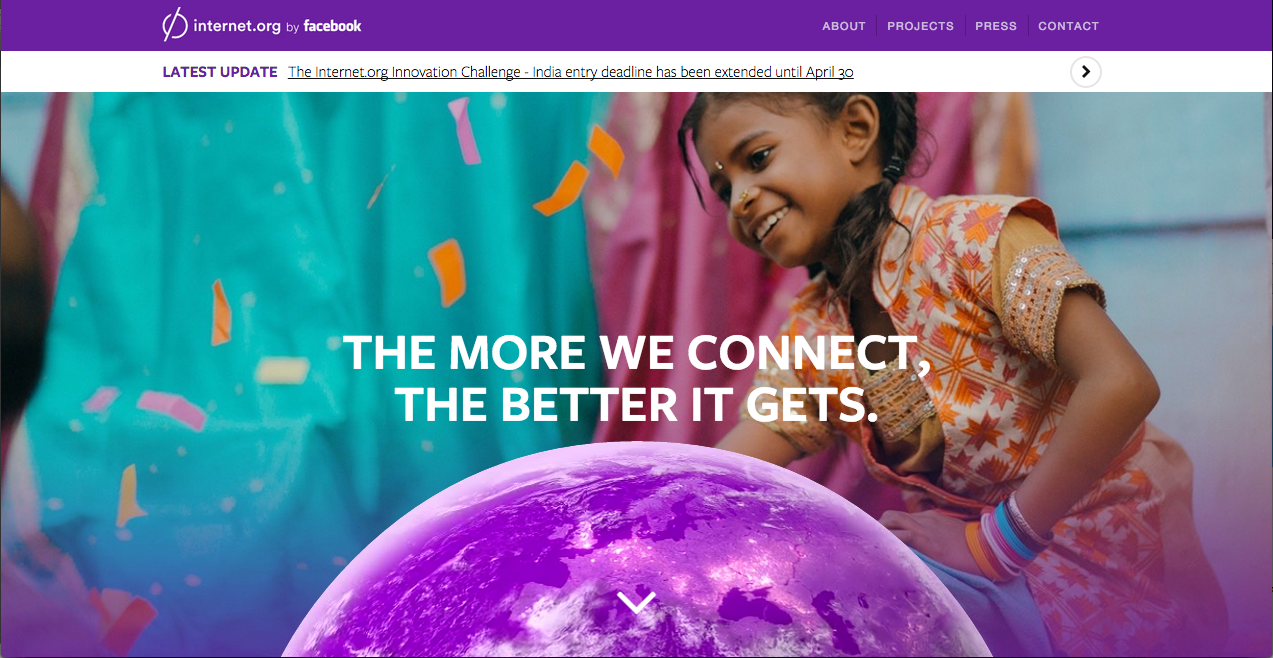 internet.org by facebook
ABOUT PROJECTS PRESS CONTACT
LATEST UPDATE The Internet.org Innovation Challenge - India entry deadline has been extended until April 30
THE MORE WE CONNECT,
THE BETTER IT GETS.